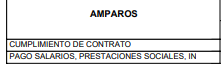 AMPAROS
CUMPLIMIENTO DE CONTRATO
PAGO SALARIOS, PRESTACIONES SOCIALES, IN